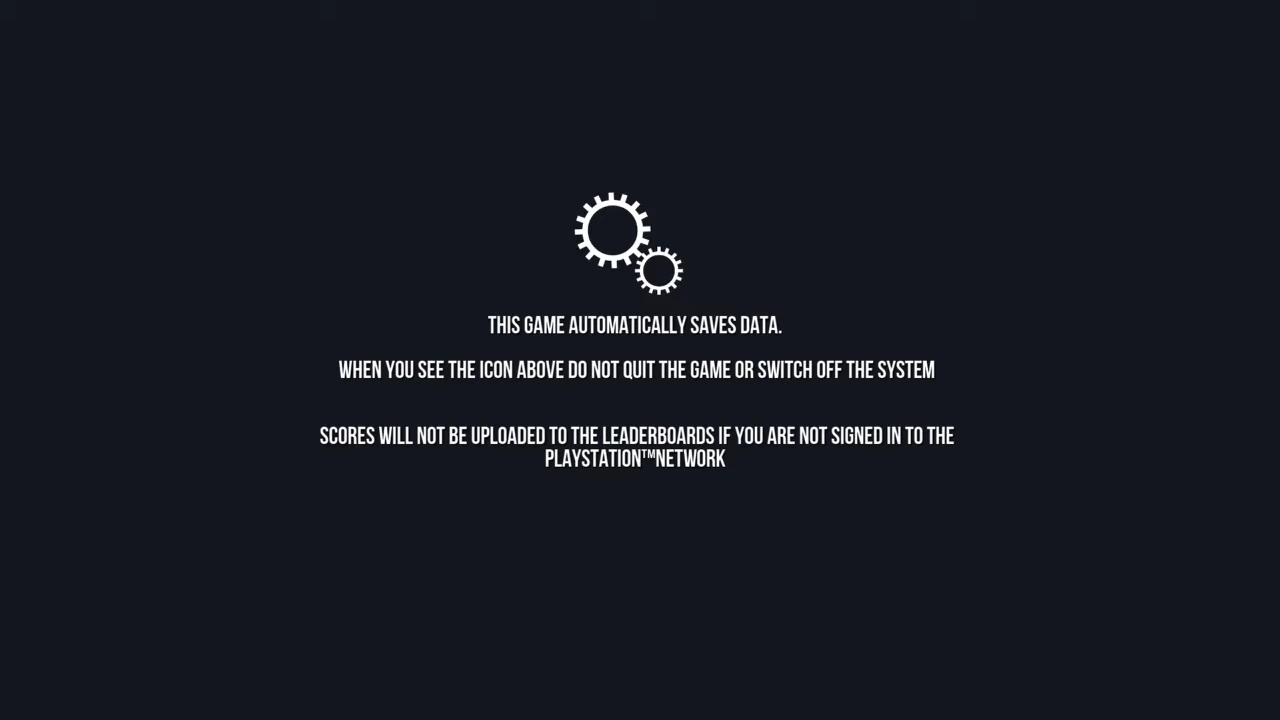 THIS GAME AUTOMATICALLY SAVES DATA.
WHEN YOU SEE THE ICON ABOVE DO NOT QUIT THE GAME OR SWITCH OFF THE SYSTEM
SCORES WILL NOT BE UPLOADED TO THE LEADERBOARDS IF YOU ARE NOT SIGNED IN TO THE
PLAYSTATION™NETWORK